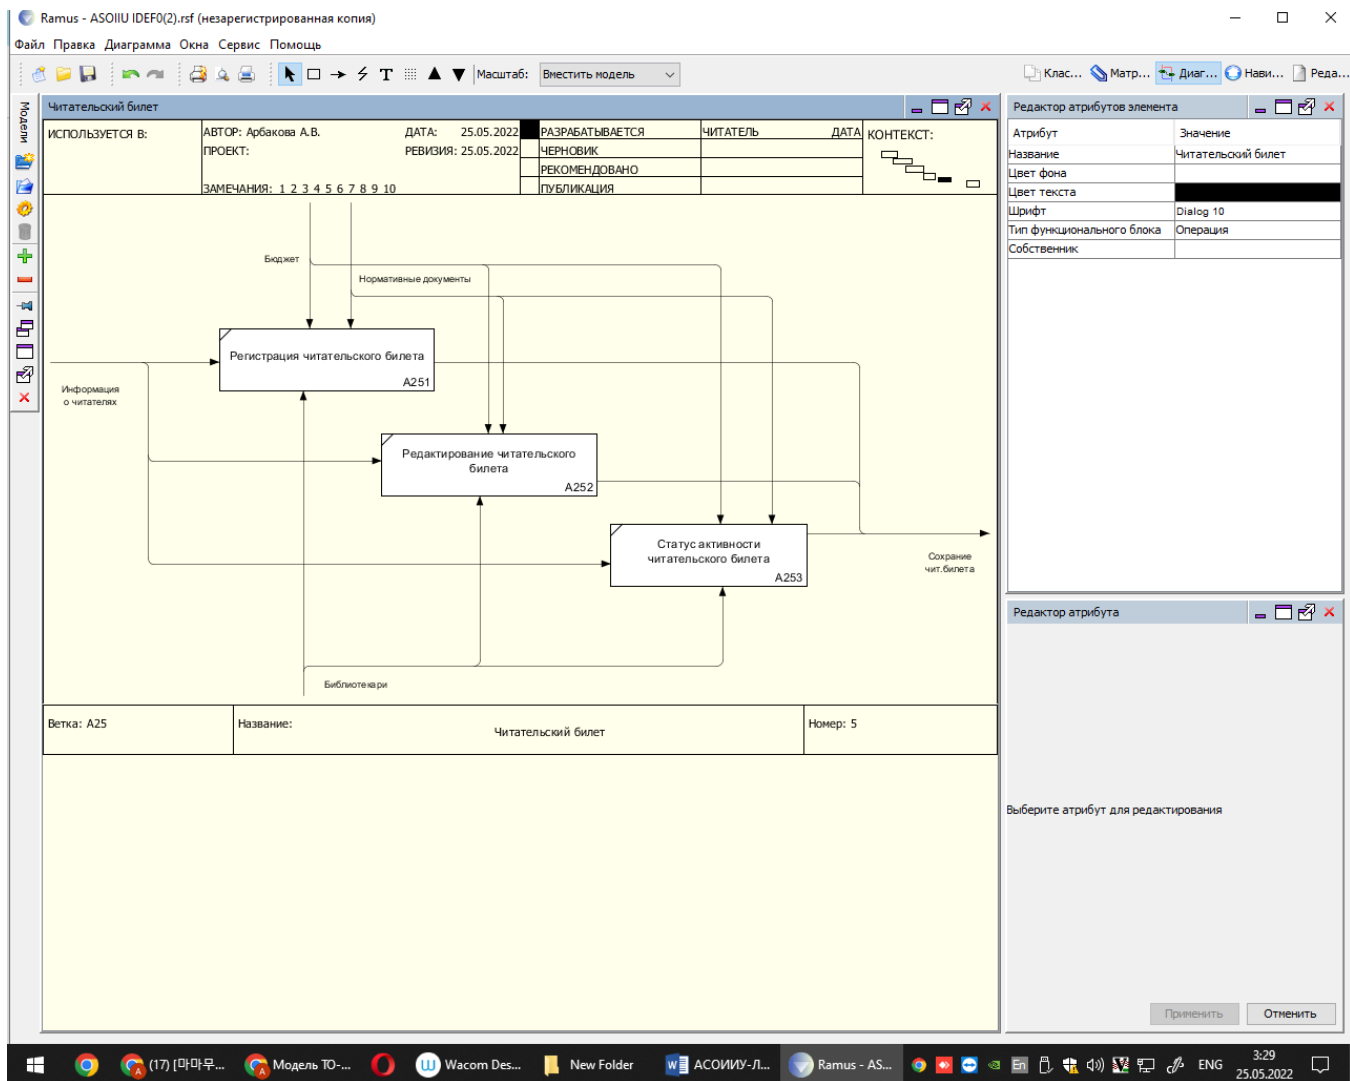 Ramus - ASOIIU IDEF0(2).rsf (незарегистрированная копия)
Файл Правка Диаграмма Окна Сервис Помощь
Масштаб: Вместить модель
Клас... Матр... Диаг... Нави... Реда...
Модели
Читательский билет
ИСПОЛЬЗУЕТСЯ В:
АВТОР: Арбакова А.В. ДАТА: 25.05.2022
ПРОЕКТ: РЕВИЗИЯ: 25.05.2022
ЗАМЕЧАНИЯ: 1 2 3 4 5 6 7 8 9 10
РАЗРАБАТЫВАЕТСЯ
ЧЕРНОВИК
РЕКОМЕНДОВАНО
ПУБЛИКАЦИЯ
ЧИТАТЕЛЬ ДАТА
КОНТЕКСТ:
Бюджет
Нормативные документы
Регистрация читательского билета
A251
Информация
о читателях
Редактирование читательского
билета
A252
Статус активности
читательского билета
A253
Сохрание
чит.билета
Библиотекари
Ветка: A25
Название:
Читательский билет
Номер: 5
Редактор атрибутов элемента
Атрибут Значение
Название Читательский билет
Цвет фона
Цвет текста
Шрифт Dialog 10
Тип функционального блока Операция
Собственник
Редактор атрибута
Выберите атрибут для редактирования
Применить Отменить
(17) [마마무... Модель ТО-... Wacom Des... New Folder АСОИИУ-Л... Ramus - AS... En ENG 3:29
25.05.2022